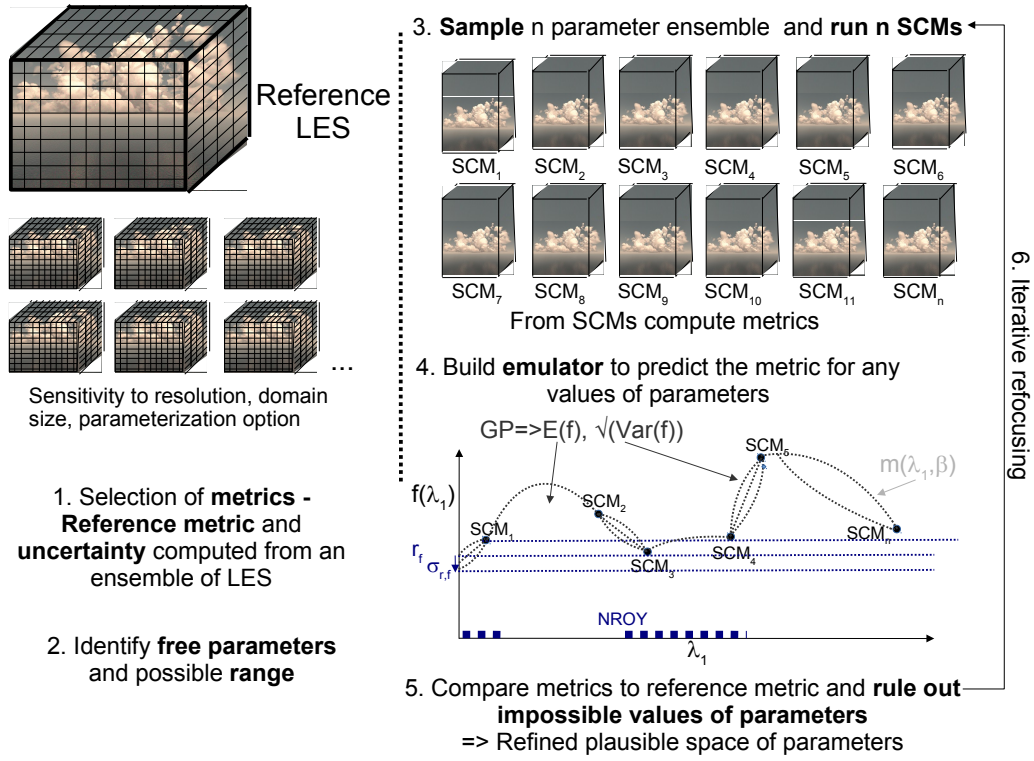 Reference
LES
...
Sensitivity to resolution, domain
size, parameterization option
1. Selection of metrics -
Reference metric and
uncertainty computed from an
ensemble of LES
2. Identify free parameters
and possible range
3. Sample n parameter ensemble and run n SCMs
SCM₁ SCM₂ SCM₃ SCM₄ SCM₅ SCM₆
SCM₇ SCM₈ SCM₉ SCM₁₀ SCM₁₁ SCMₙ
From SCMs compute metrics
4. Build emulator to predict the metric for any
values of parameters
GP=>E(f), √(Var(f))
f(λ₁)
SCM₁
SCM₂
SCM₃
SCM₄
SCM₅
SCMₙ
m(λ₁,β)
r_f
σ_r,f
NROY
λ₁
5. Compare metrics to reference metric and rule out
impossible values of parameters
=> Refined plausible space of parameters
6. Iterative refocusing